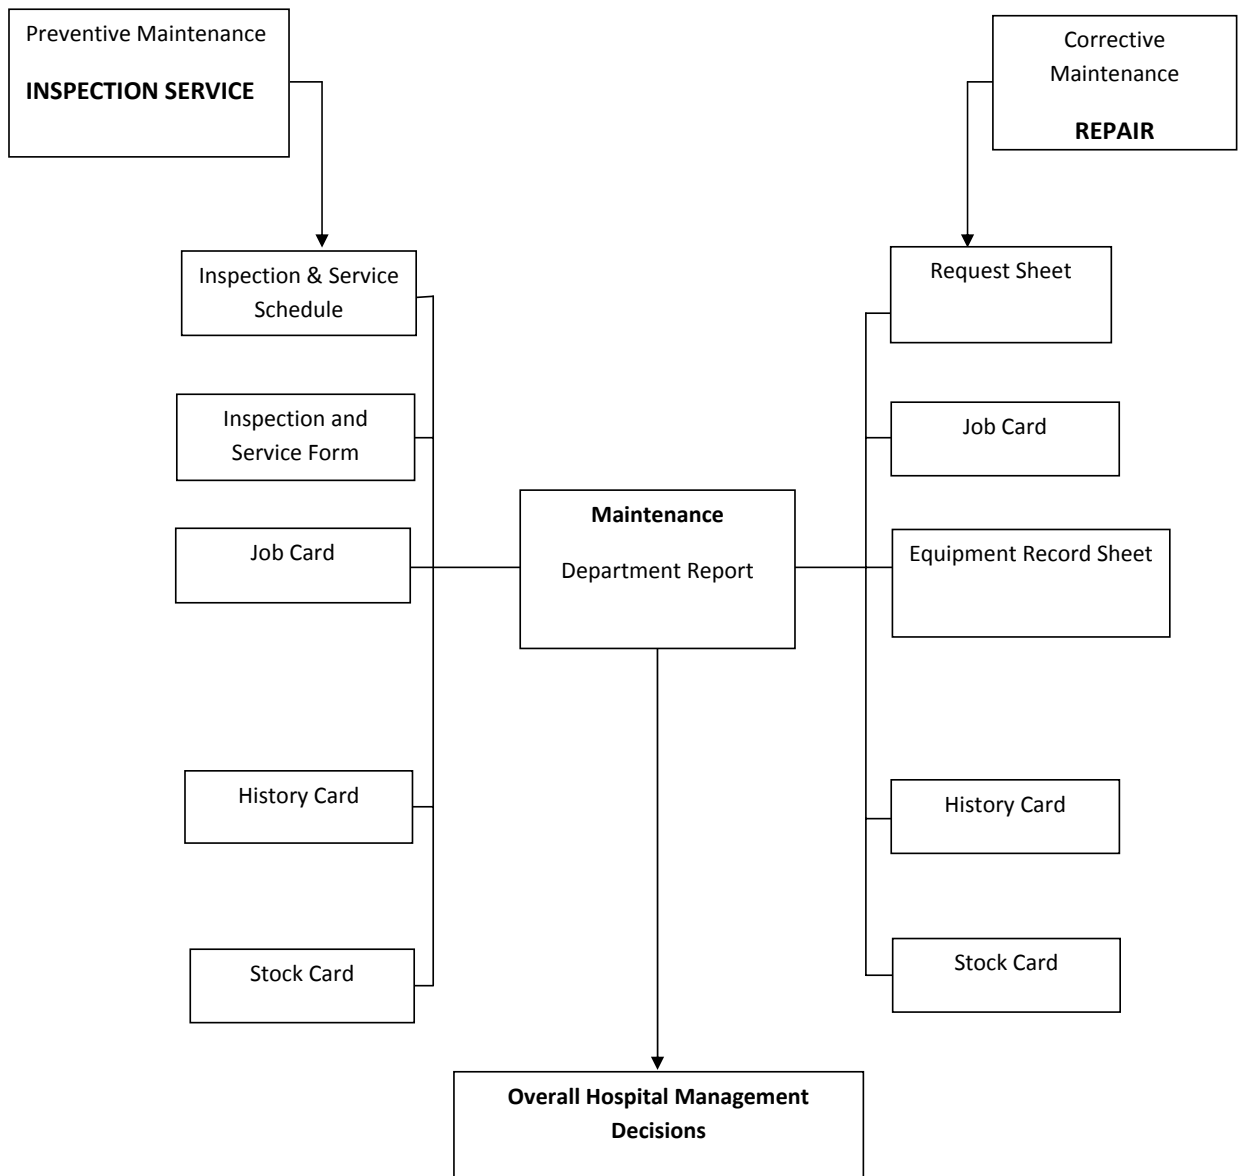 Preventive Maintenance
INSPECTION SERVICE
Corrective
Maintenance
REPAIR
Inspection & Service
Schedule
Request Sheet
Inspection and
Service Form
Job Card
Maintenance
Department Report
Job Card
Equipment Record Sheet
History Card
History Card
Stock Card
Stock Card
Overall Hospital Management
Decisions